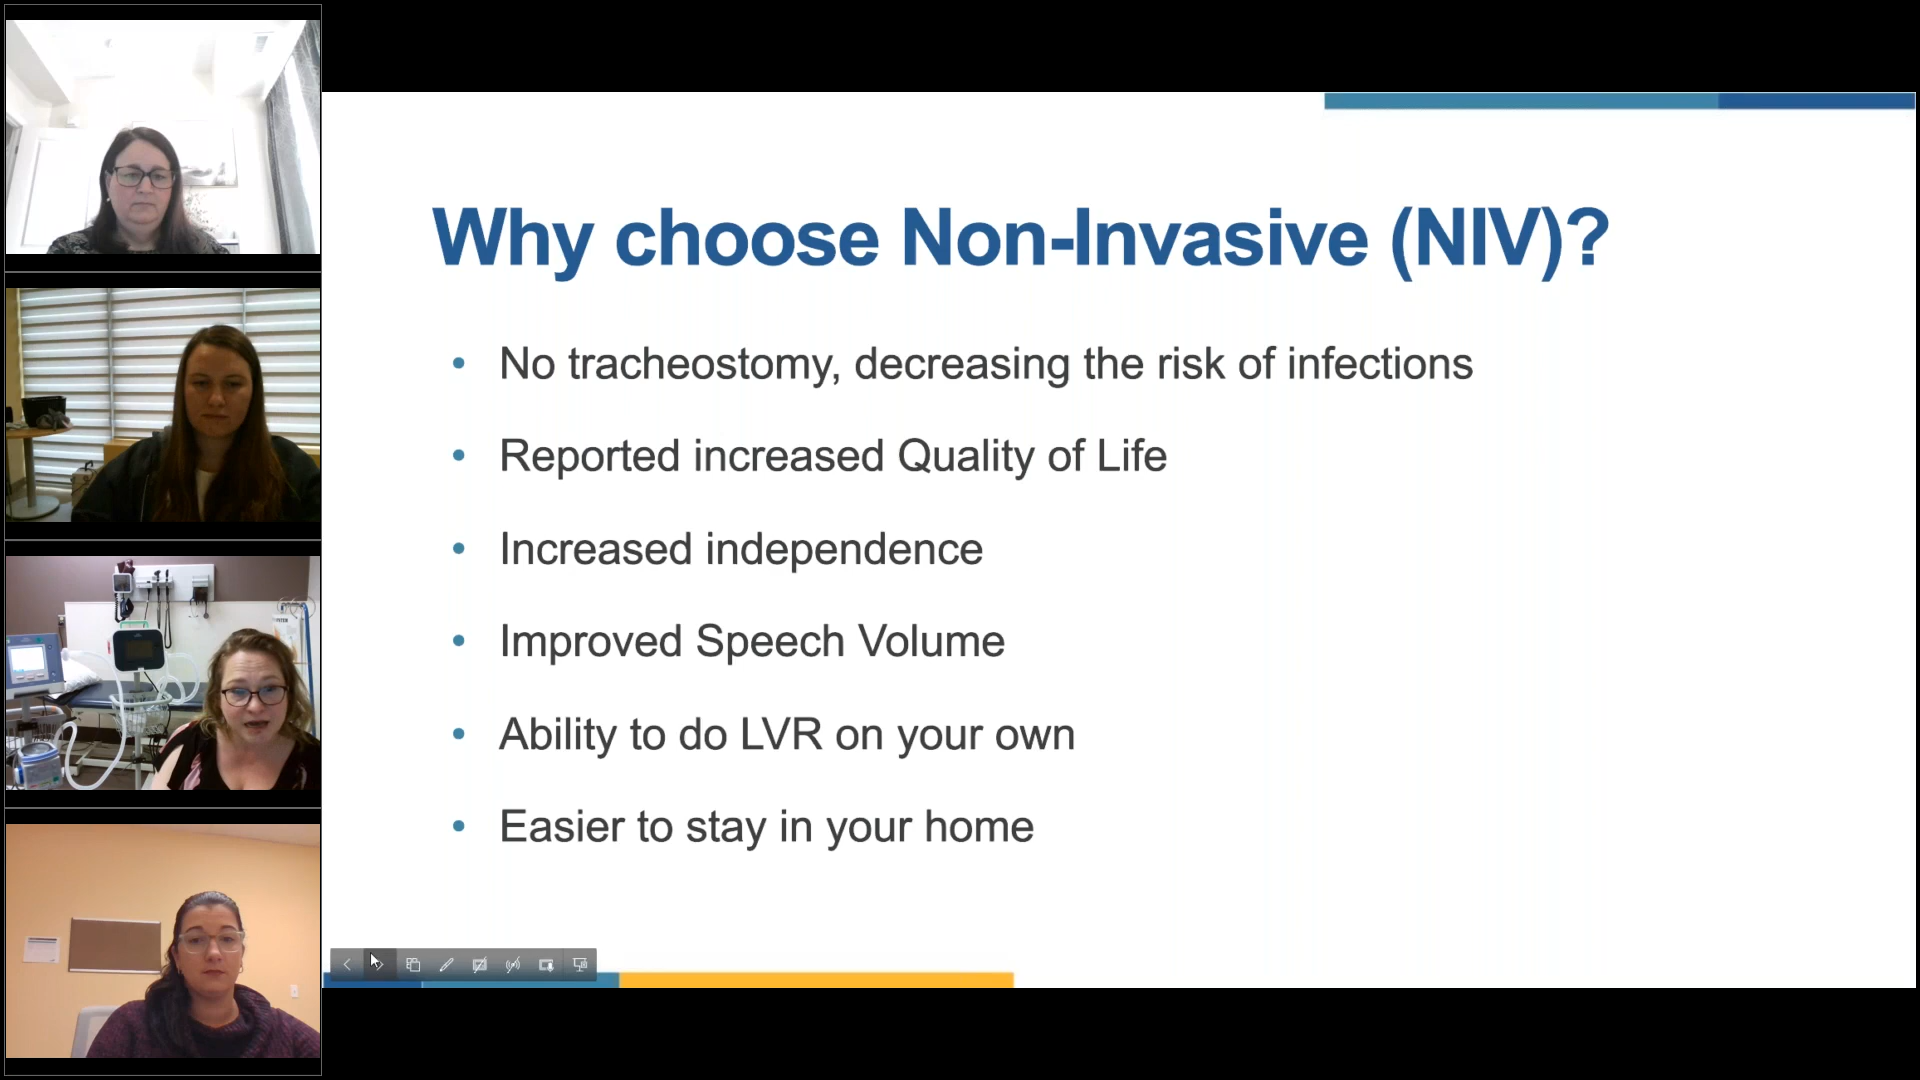 Why choose Non-Invasive (NIV)?
• No tracheostomy, decreasing the risk of infections
• Reported increased Quality of Life
• Increased independence
• Improved Speech Volume
• Ability to do LVR on your own
• Easier to stay in your home